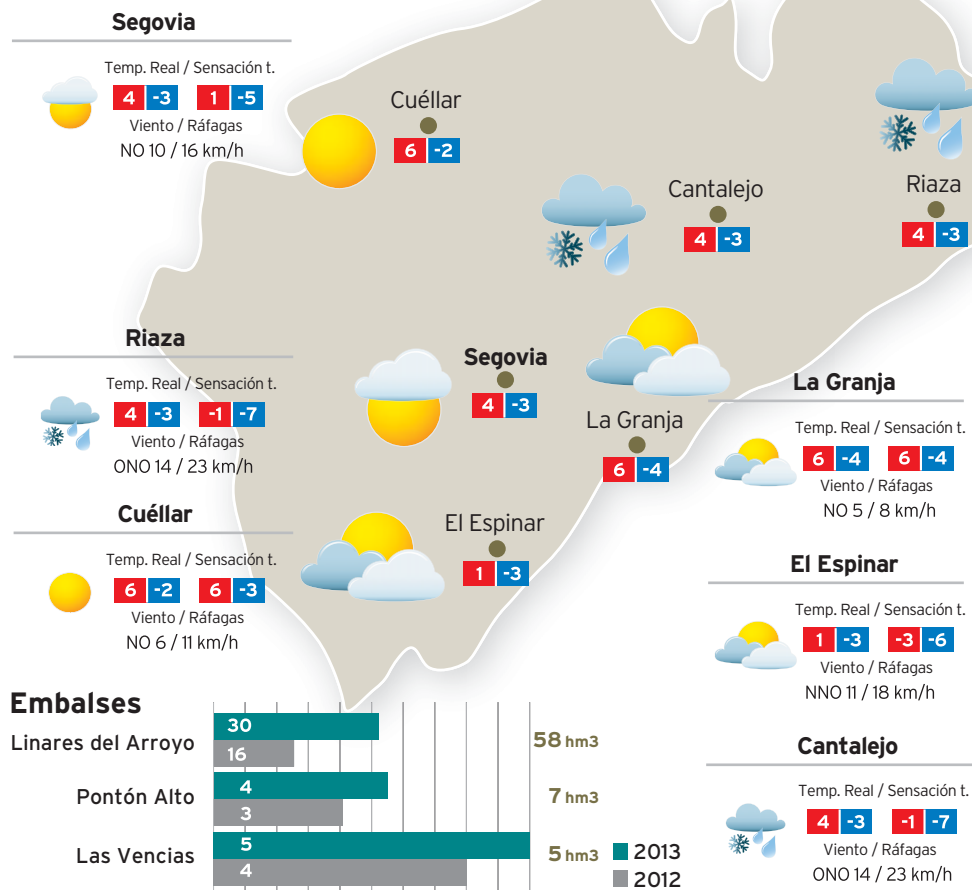 Segovia
Temp. Real / Sensación t.
4 -3 1 -5
Viento / Ráfagas
NO 10 / 16 km/h
Cuéllar
6 -2
Cantalejo
4 -3
Riaza
4 -3
Riaza
Temp. Real / Sensación t.
4 -3 -1 -7
Viento / Ráfagas
ONO 14 / 23 km/h
Segovia
4 -3
La Granja
6 -4
La Granja
Temp. Real / Sensación t.
6 -4 6 -4
Viento / Ráfagas
NO 5 / 8 km/h
Cuéllar
Temp. Real / Sensación t.
6 -2 6 -3
Viento / Ráfagas
NO 6 / 11 km/h
El Espinar
1 -3
El Espinar
Temp. Real / Sensación t.
1 -3 -3 -6
Viento / Ráfagas
NNO 11 / 18 km/h
Embalses
Linares del Arroyo
30
16
58 hm3
Pontón Alto
4
3
7 hm3
Las Vencias
5
4
5 hm3
2013
2012
Cantalejo
Temp. Real / Sensación t.
4 -3 -1 -7
Viento / Ráfagas
ONO 14 / 23 km/h